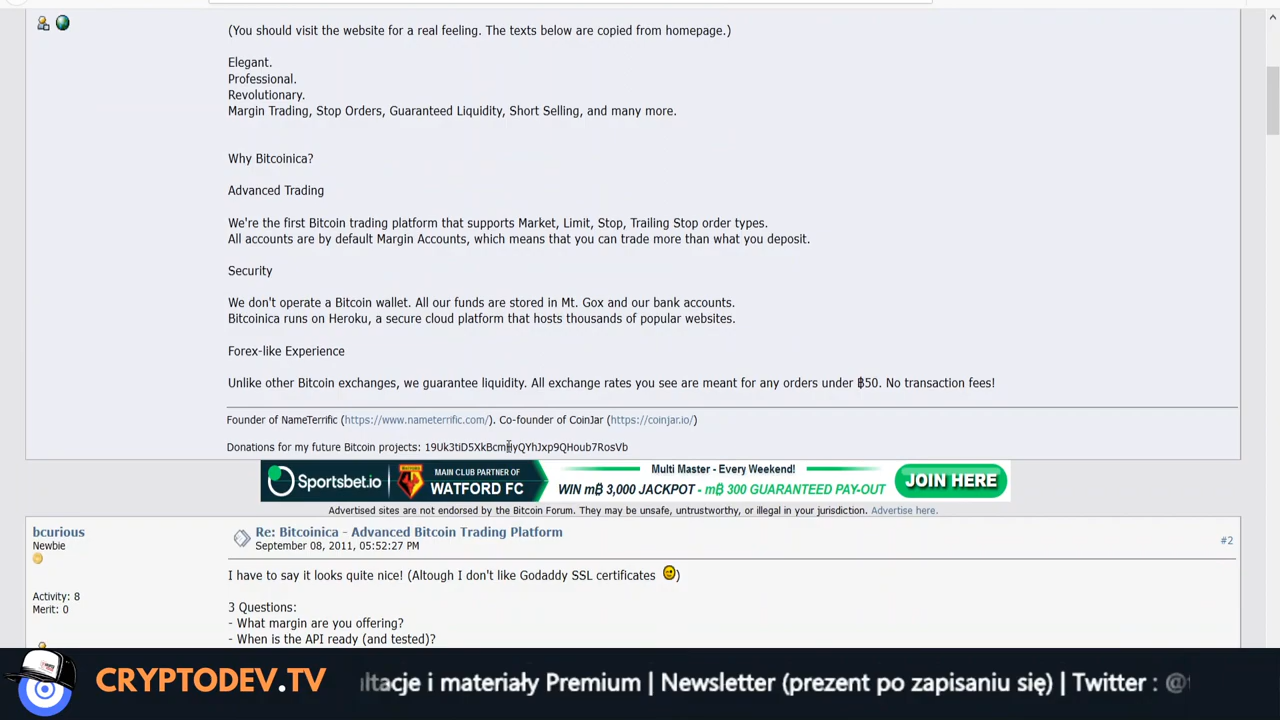 (You should visit the website for a real feeling. The texts below are copied from homepage.)
Elegant.
Professional.
Revolutionary.
Margin Trading, Stop Orders, Guaranteed Liquidity, Short Selling, and many more.
Why Bitcoinica?
Advanced Trading
We're the first Bitcoin trading platform that supports Market, Limit, Stop, Trailing Stop order types.
All accounts are by default Margin Accounts, which means that you can trade more than what you deposit.
Security
We don't operate a Bitcoin wallet. All our funds are stored in Mt. Gox and our bank accounts.
Bitcoinica runs on Heroku, a secure cloud platform that hosts thousands of popular websites.
Forex-like Experience
Unlike other Bitcoin exchanges, we guarantee liquidity. All exchange rates you see are meant for any orders under ฿50. No transaction fees!
Founder of NameTerrific (https://www.nameterrific.com/). Co-founder of CoinJar (https://coinjar.io/)
Donations for my future Bitcoin projects:
Sportsbet.io
MAIN CLUB PARTNER OF
WATFORD FC
Multi Master - Every Weekend!
WIN m₿ 3,000 JACKPOT - m₿ 300 GUARANTEED PAY-OUT
JOIN HERE
Advertised sites are not endorsed by the Bitcoin Forum. They may be unsafe, untrustworthy, or illegal in your jurisdiction. Advertise here.
bcurious
Newbie
Activity: 8
Merit: 0
Re: Bitcoinica - Advanced Bitcoin Trading Platform
September 08, 2011, 05:52:27 PM
#2
I have to say it looks quite nice! (Altough I don't like Godaddy SSL certificates )
3 Questions:
- What margin are you offering?
- When is the API ready (and tested)?
CRYPTODEV.TV
ltacje i materiały Premium | Newsletter (prezent po zapisaniu się) | Twitter : @